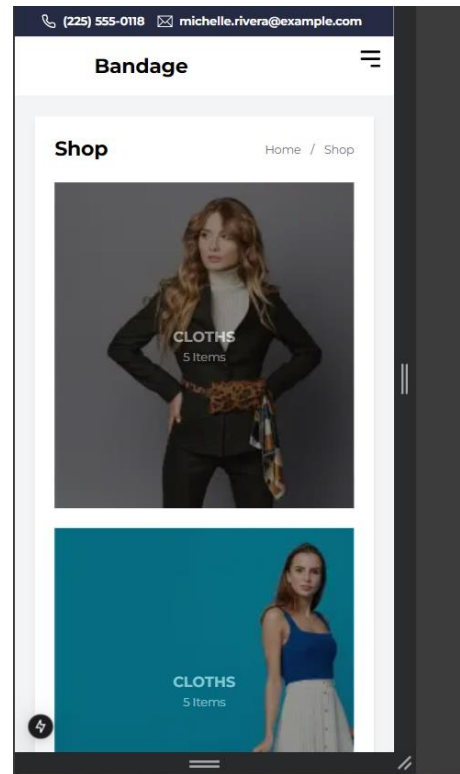 (225) 555-0118 michelle.rivera@example.com
Bandage
Shop
Home / Shop
CLOTHS
5 Items
CLOTHS
5 Items